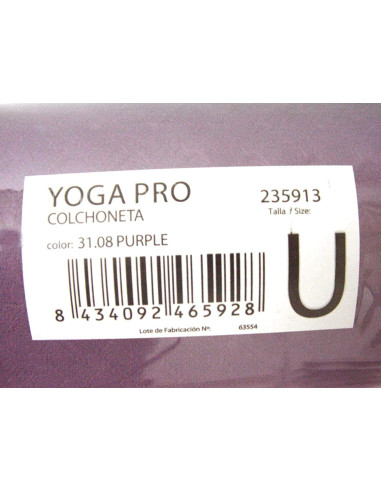 YOGA PRO 235913
COLCHONETA Talla / Size:
color: 31.08 PURPLE
U
8 434092 465928
Lote de Fabricación Nº: 63554